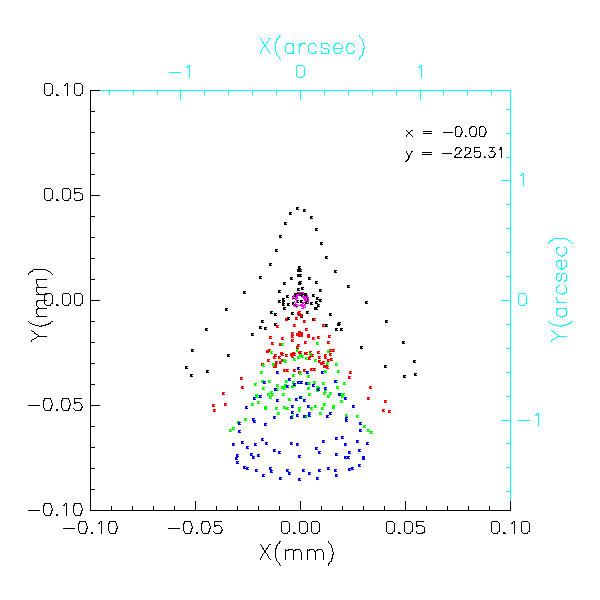 X(arcsec)
-1 0 1
0.10
x = -0.00
y = -225.31
1
0.05
Y(mm)
0.00
0
Y(arcsec)
-0.05
-1
-0.10
-0.10 -0.05 0.00 0.05 0.10
X(mm)